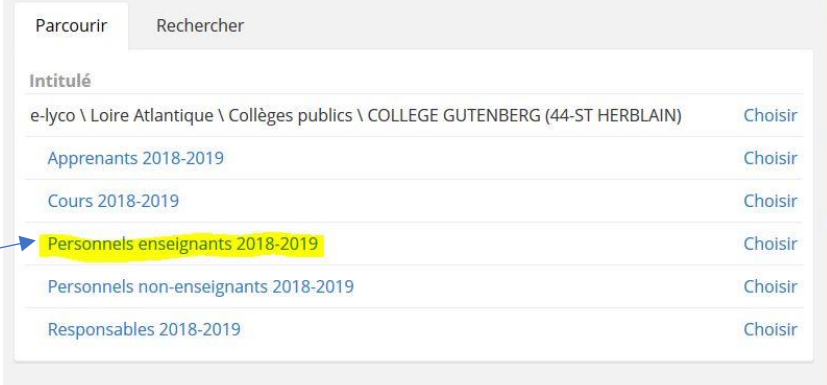 Parcourir Rechercher
Intitulé
e-lyco \ Loire Atlantique \ Collèges publics \ COLLEGE GUTENBERG (44-ST HERBLAIN) Choisir
Apprenants 2018-2019 Choisir
Cours 2018-2019 Choisir
Personnels enseignants 2018-2019 Choisir
Personnels non-enseignants 2018-2019 Choisir
Responsables 2018-2019 Choisir